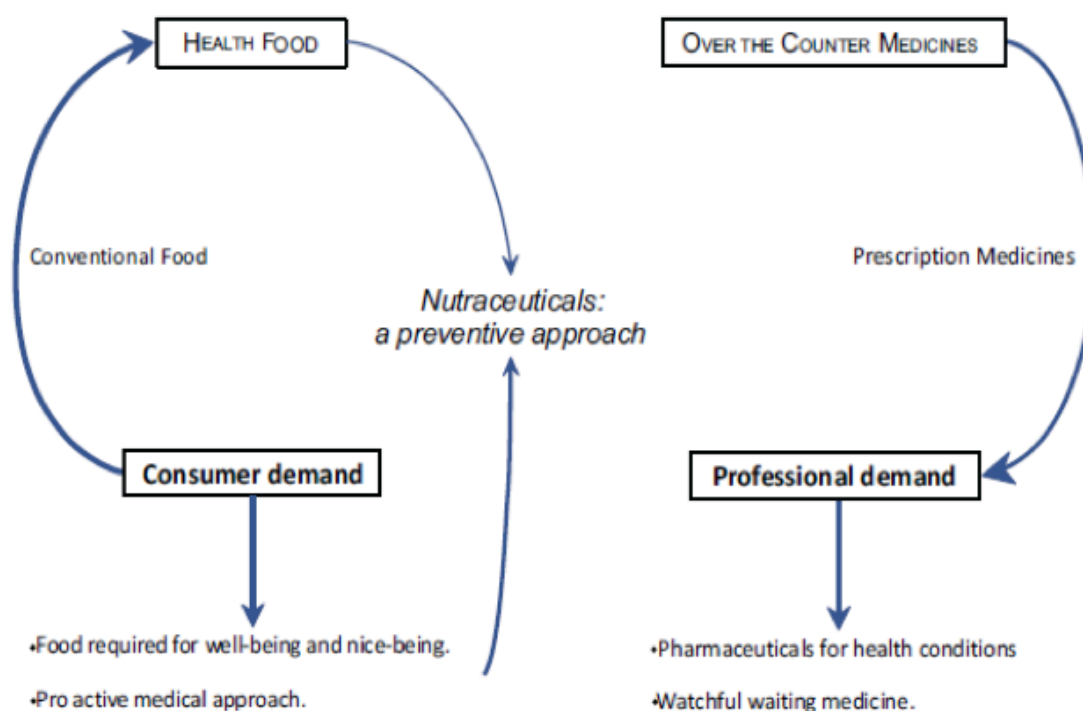 HEALTH FOOD
OVER THE COUNTER MEDICINES
Conventional Food
Prescription Medicines
Nutraceuticals:
a preventive approach
Consumer demand
Professional demand
•Food required for well-being and nice-being.
•Pro active medical approach.
•Pharmaceuticals for health conditions
•Watchful waiting medicine.